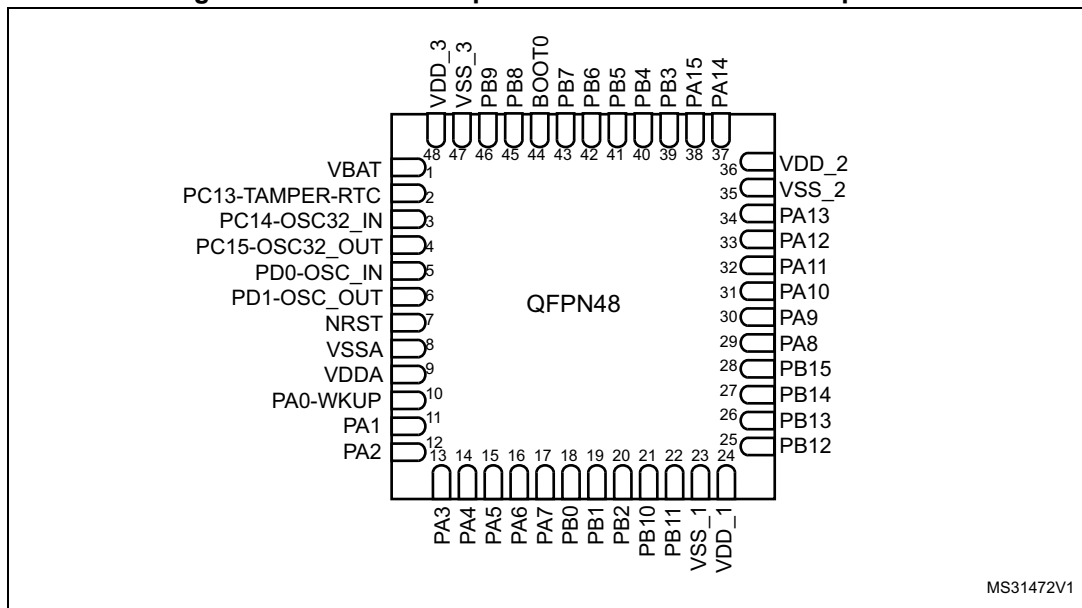 VDD_3
VSS_3
PB9
PB8
BOOT0
PB7
PB6
PB5
PB4
PB3
PA15
PA14
48 47 46 45 44 43 42 41 40 39 38 37
VBAT 1
PC13-TAMPER-RTC 2
PC14-OSC32_IN 3
PC15-OSC32_OUT 4
PD0-OSC_IN 5
PD1-OSC_OUT 6
NRST 7
VSSA 8
VDDA 9
PA0-WKUP 10
PA1 11
PA2 12
QFPN48
36 VDD_2
35 VSS_2
34 PA13
33 PA12
32 PA11
31 PA10
30 PA9
29 PA8
28 PB15
27 PB14
26 PB13
25 PB12
13 14 15 16 17 18 19 20 21 22 23 24
PA3
PA4
PA5
PA6
PA7
PB0
PB1
PB2
PB10
PB11
VSS_1
VDD_1
MS31472V1